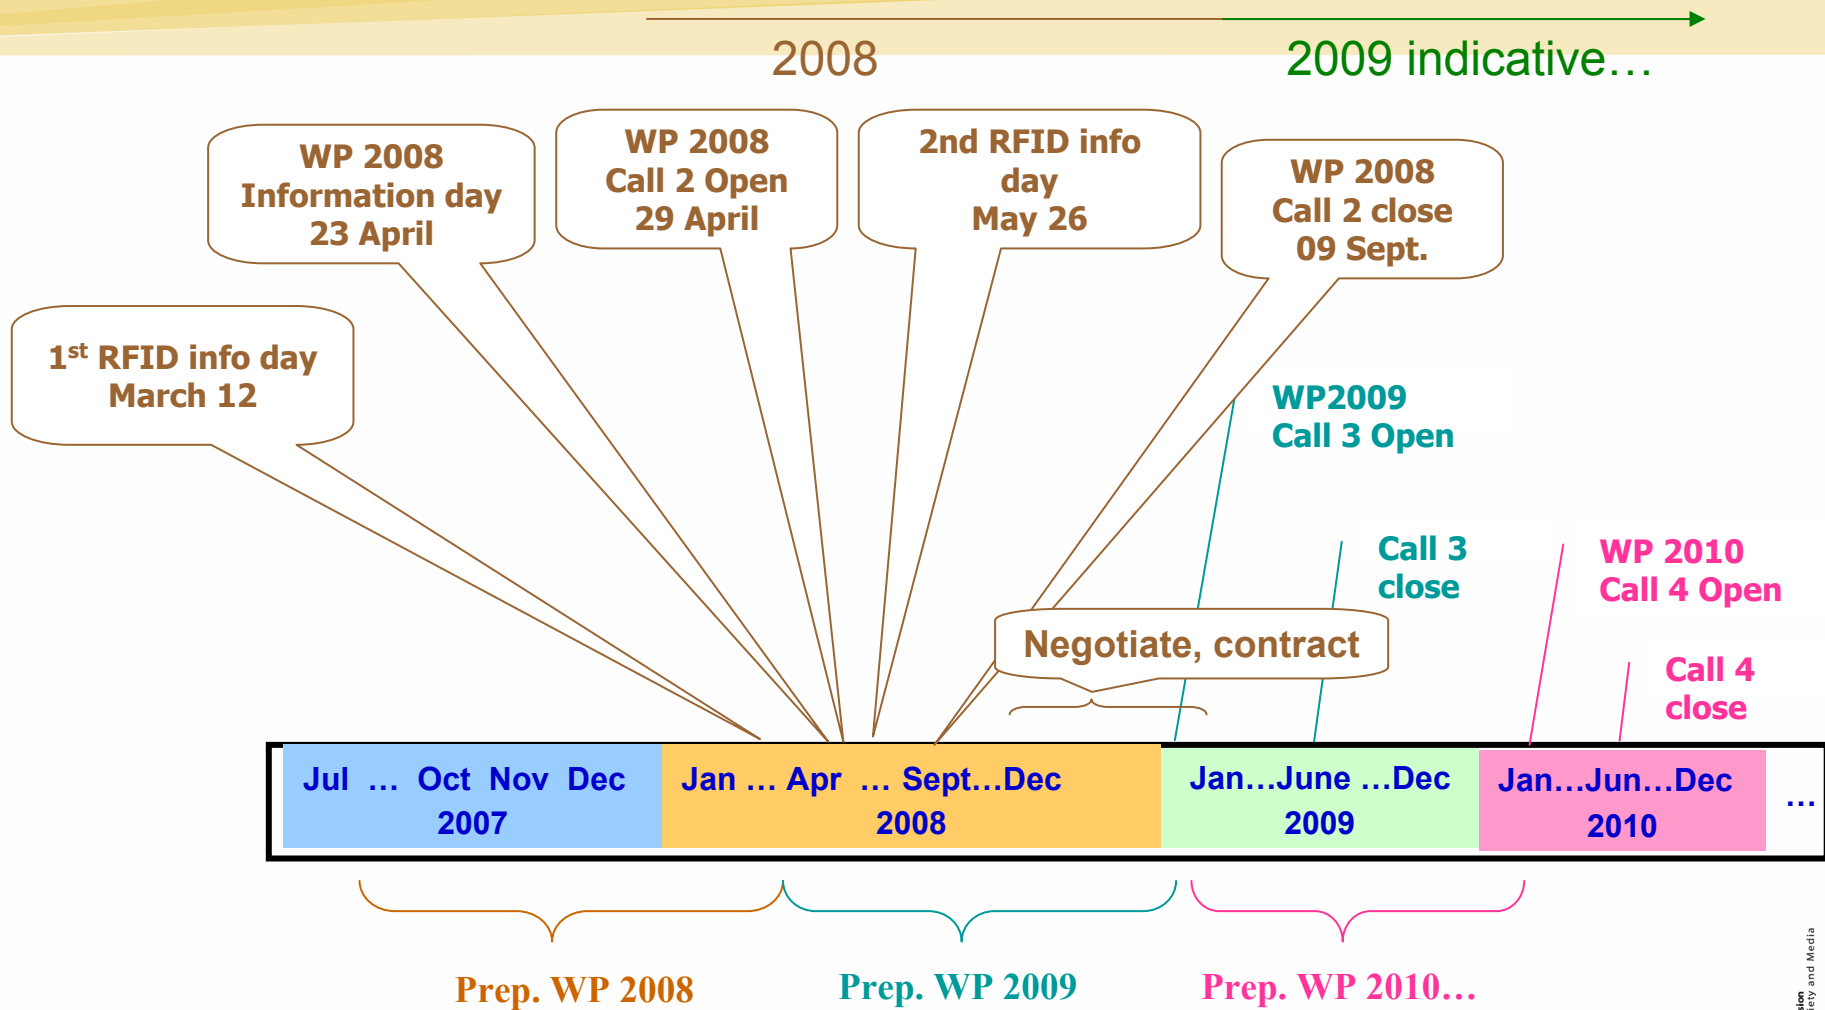 2008
2009 indicative…
WP 2008
Information day
23 April
WP 2008
Call 2 Open
29 April
2nd RFID info
day
May 26
WP 2008
Call 2 close
09 Sept.
1st RFID info day
March 12
WP2009
Call 3 Open
Call 3
close
WP 2010
Call 4 Open
Call 4
close
Negotiate, contract
Jul … Oct Nov Dec
2007
Jan … Apr … Sept…Dec
2008
Jan…June …Dec
2009
Jan…Jun…Dec
2010
…
Prep. WP 2008
Prep. WP 2009
Prep. WP 2010…
and Media